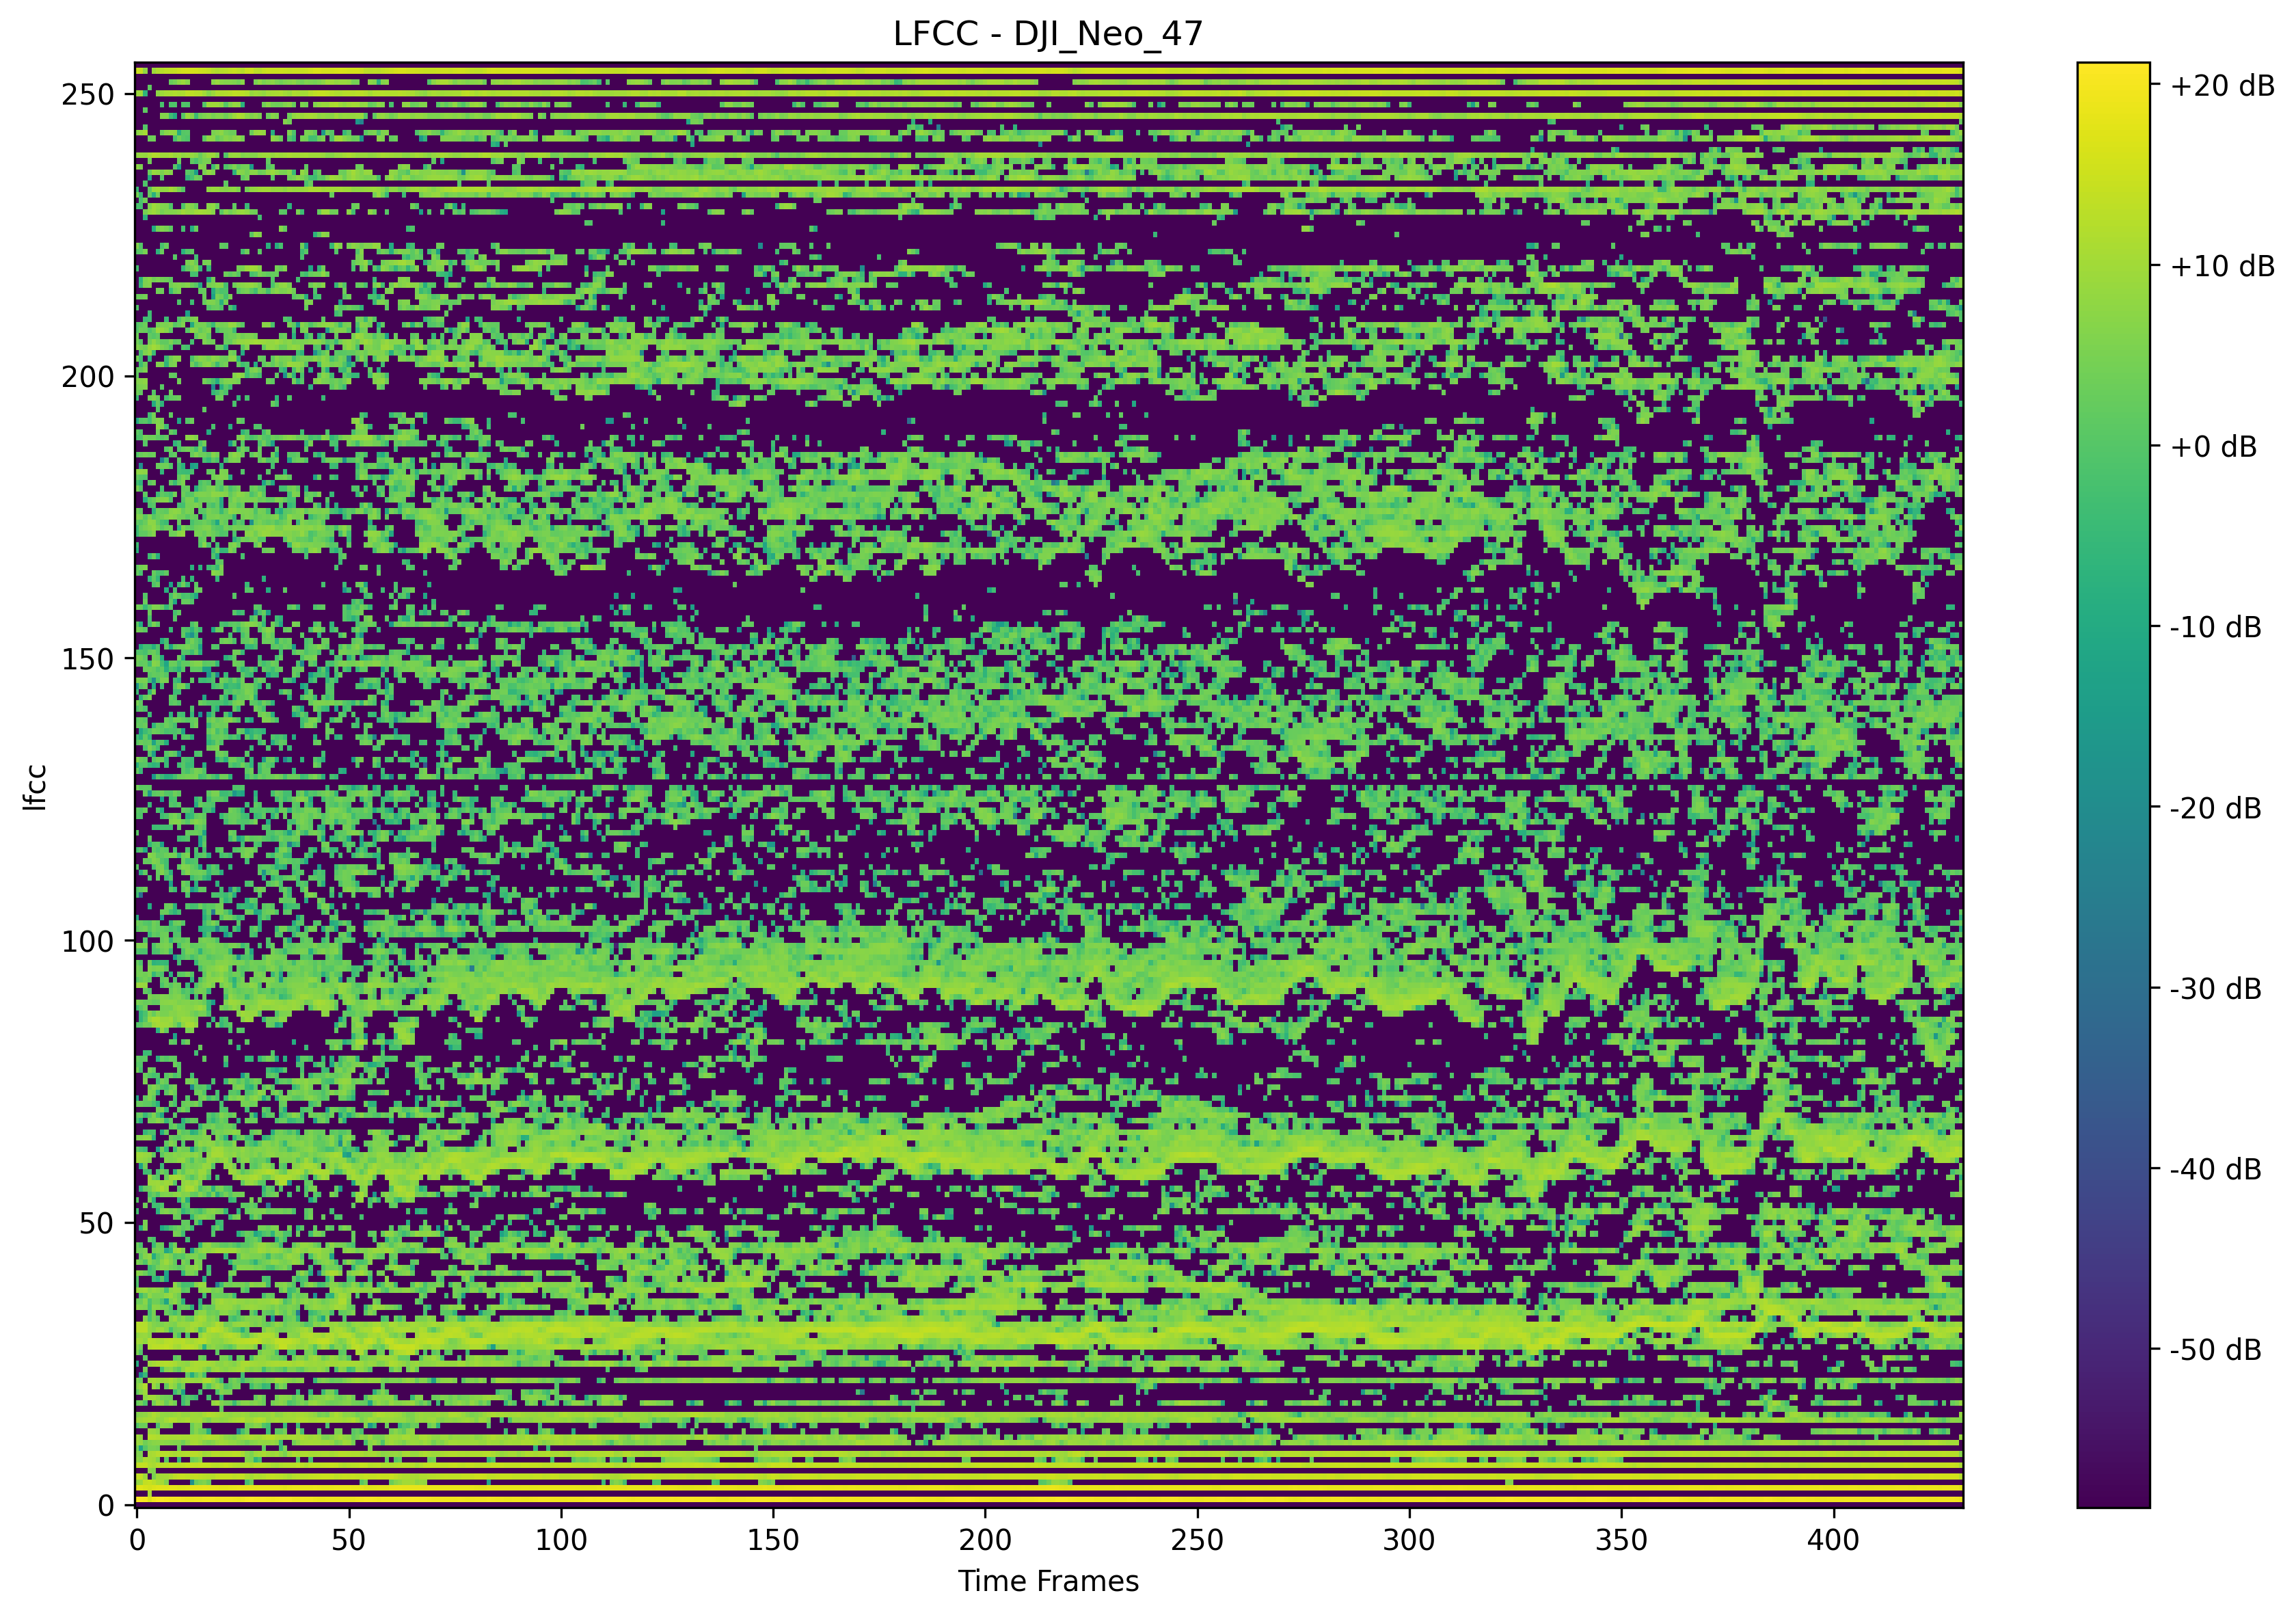 LFCC - DJI_Neo_47
250
200
150
100
50
0
lfcc
0 50 100 150 200 250 300 350 400
Time Frames
+20 dB
+10 dB
+0 dB
-10 dB
-20 dB
-30 dB
-40 dB
-50 dB